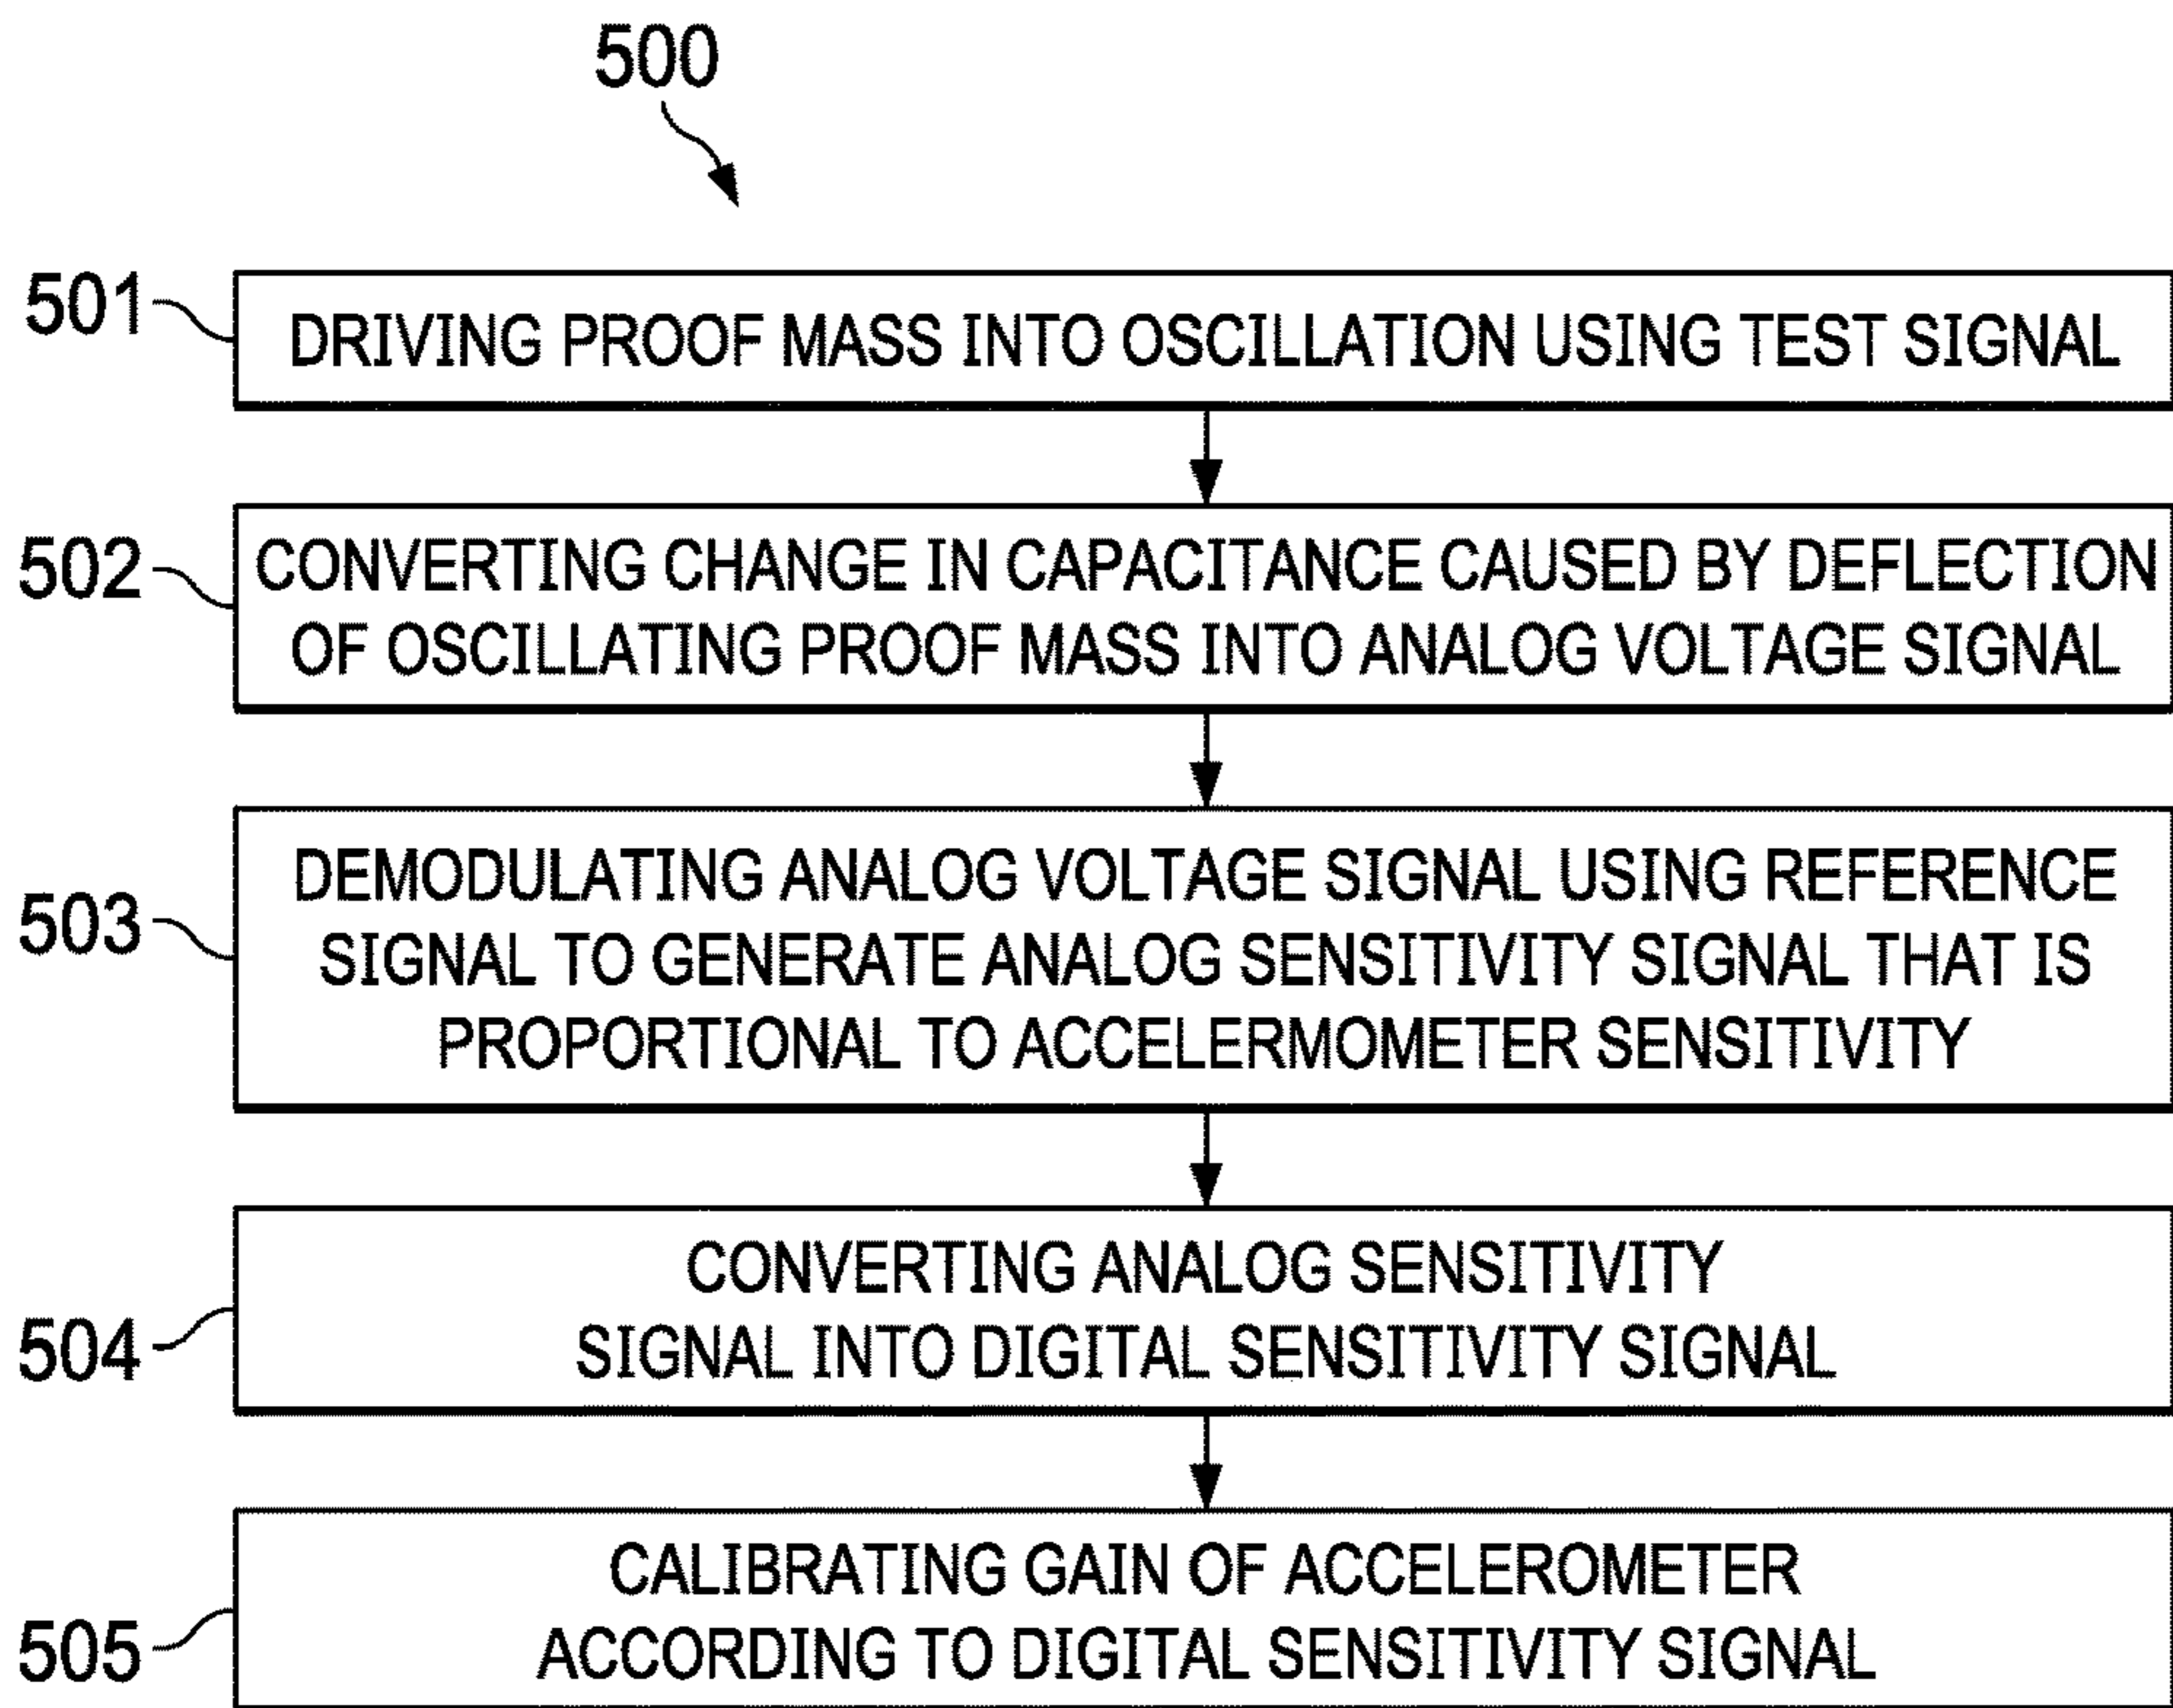 500
501
DRIVING PROOF MASS INTO OSCILLATION USING TEST SIGNAL
502
CONVERTING CHANGE IN CAPACITANCE CAUSED BY DEFLECTION
OF OSCILLATING PROOF MASS INTO ANALOG VOLTAGE SIGNAL
503
DEMODULATING ANALOG VOLTAGE SIGNAL USING REFERENCE
SIGNAL TO GENERATE ANALOG SENSITIVITY SIGNAL THAT IS
PROPORTIONAL TO ACCELERMOMETER SENSITIVITY
504
CONVERTING ANALOG SENSITIVITY
SIGNAL INTO DIGITAL SENSITIVITY SIGNAL
505
CALIBRATING GAIN OF ACCELEROMETER
ACCORDING TO DIGITAL SENSITIVITY SIGNAL